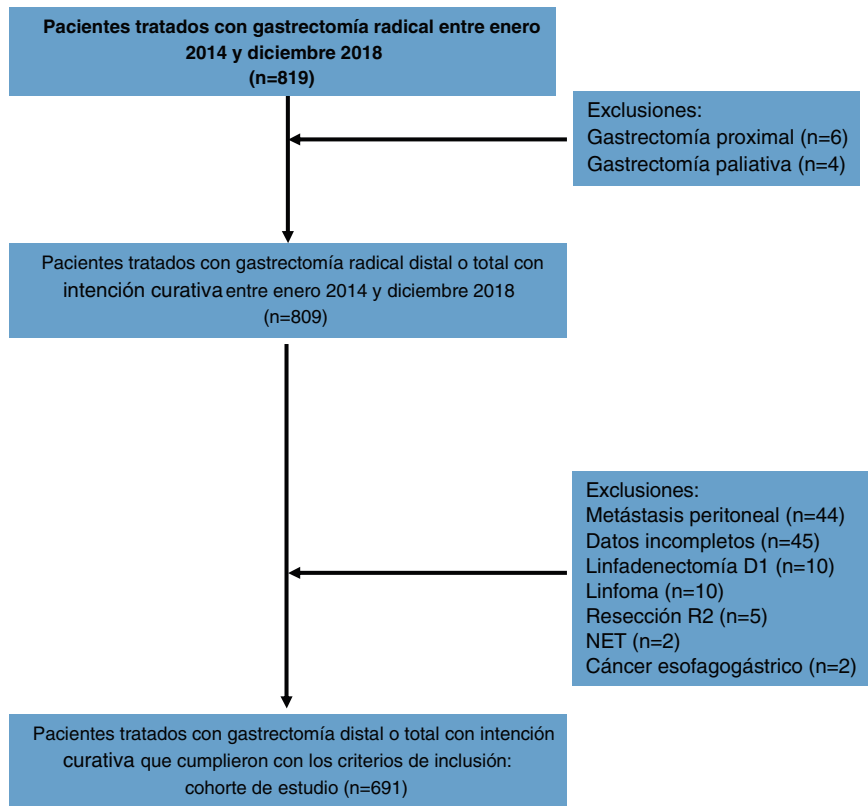 Pacientes tratados con gastrectomía radical entre enero
2014 y diciembre 2018
(n=819)
Exclusiones:
Gastrectomía proximal (n=6)
Gastrectomía paliativa (n=4)
Pacientes tratados con gastrectomía radical distal o total con
intención curativa entre enero 2014 y diciembre 2018
(n=809)
Exclusiones:
Metástasis peritoneal (n=44)
Datos incompletos (n=45)
Linfadenectomía D1 (n=10)
Linfoma (n=10)
Resección R2 (n=5)
NET (n=2)
Cáncer esofagogástrico (n=2)
Pacientes tratados con gastrectomía distal o total con intención
curativa que cumplieron con los criterios de inclusión:
cohorte de estudio (n=691)